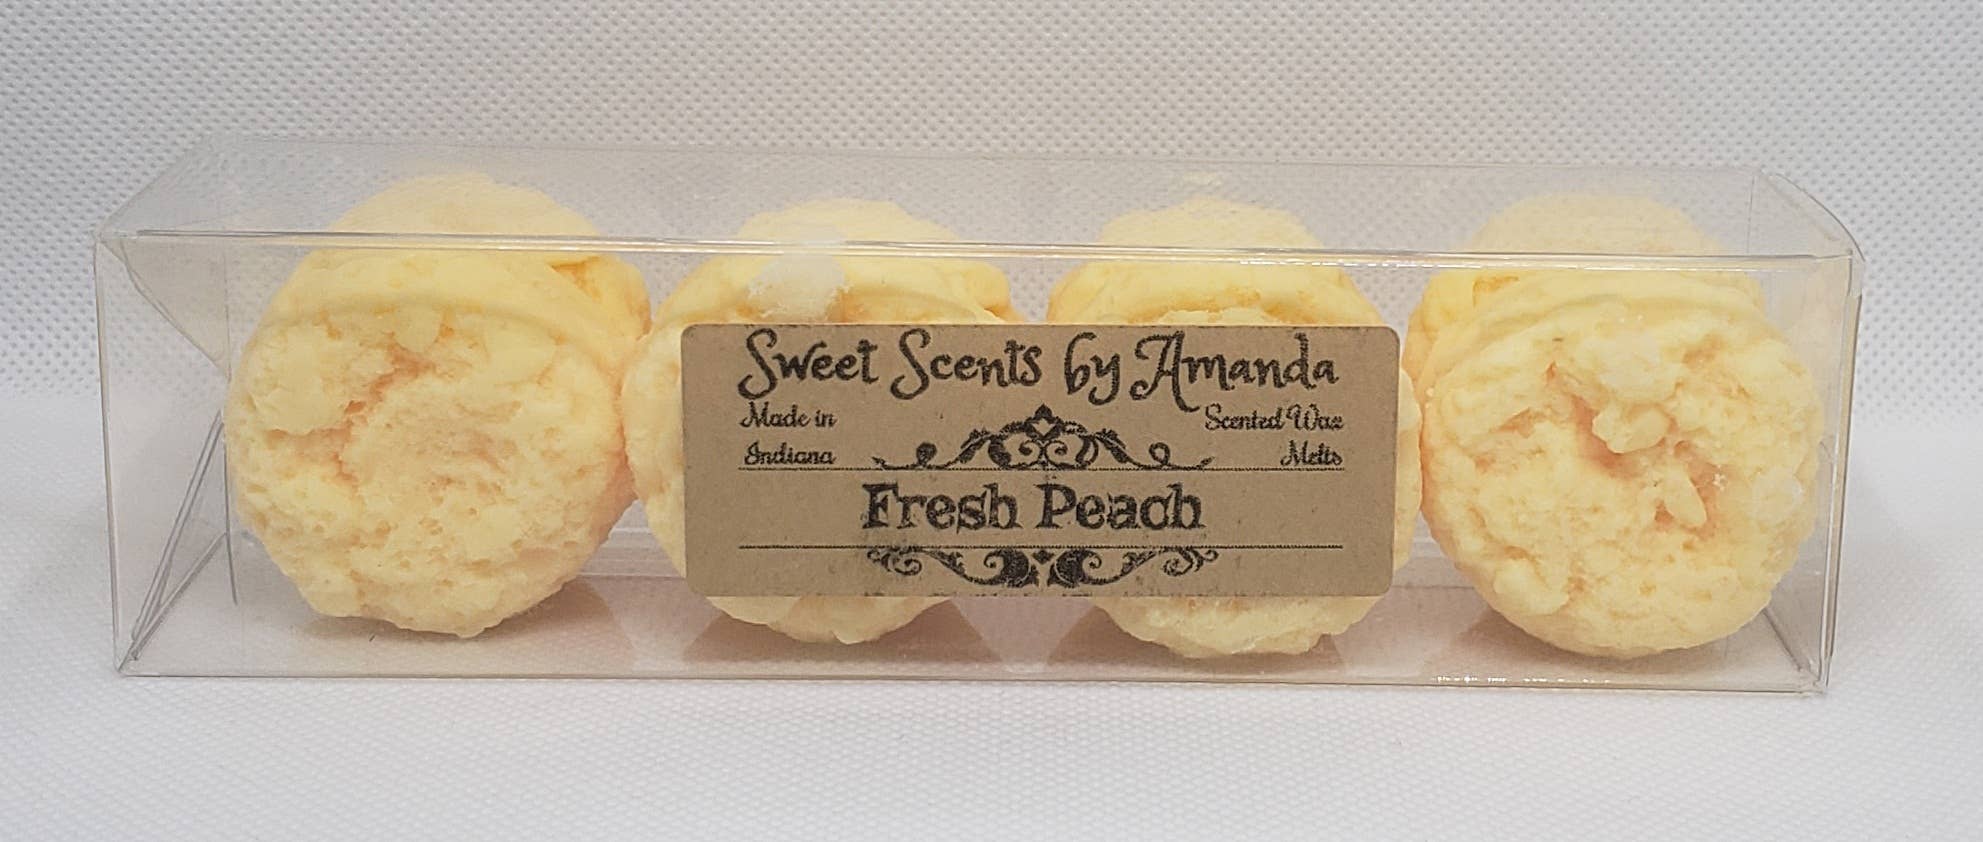 Sweet Scents by Amanda
Made in
Indiana
Scented Wax
Melts
Fresh Peach